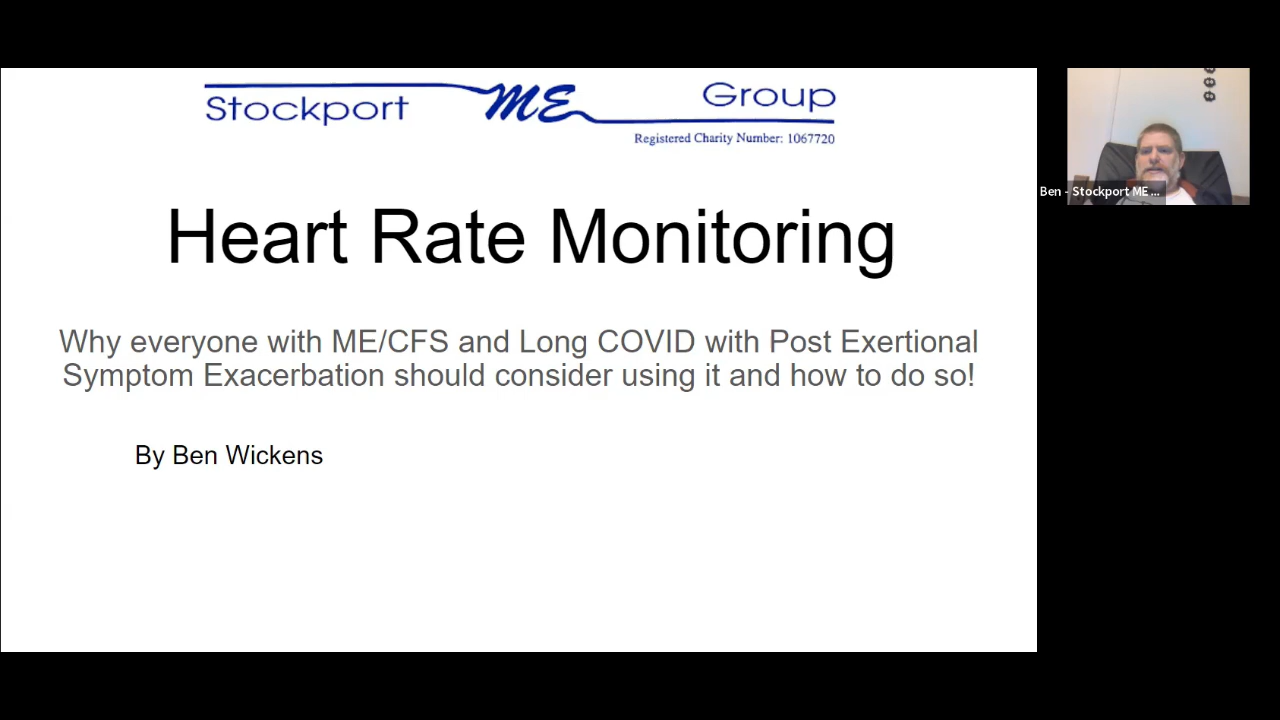 Stockport ME Group
Registered Charity Number: 1067720
Heart Rate Monitoring
Why everyone with ME/CFS and Long COVID with Post Exertional
Symptom Exacerbation should consider using it and how to do so!
By Ben Wickens
Ben - Stockport ME ...